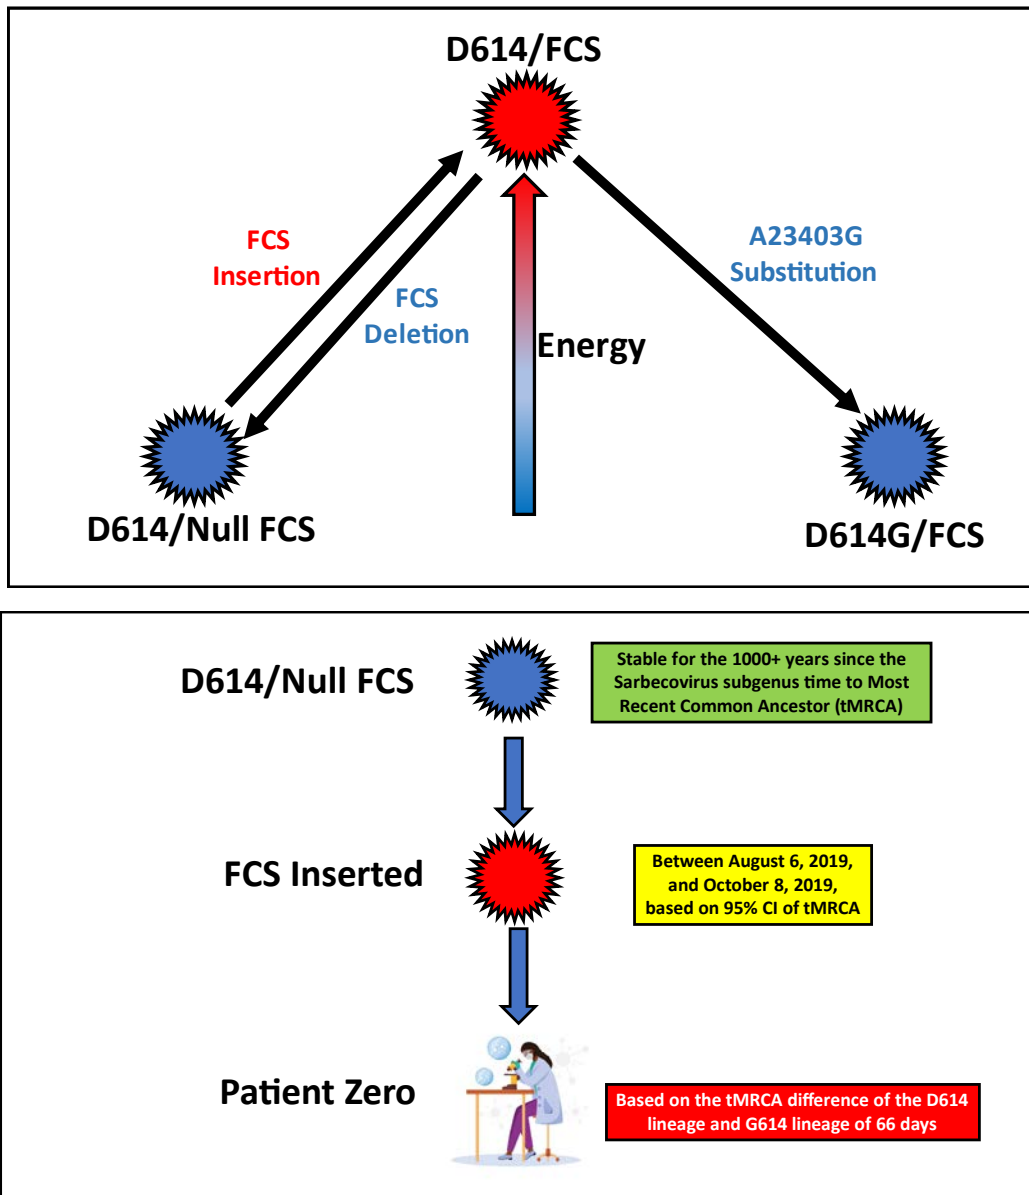 D614/FCS
FCS
Insertion
FCS
Deletion
A23403G
Substitution
Energy
D614/Null FCS
D614G/FCS
D614/Null FCS
Stable for the 1000+ years since the
Sarbecovirus subgenus time to Most
Recent Common Ancestor (tMRCA)
FCS Inserted
Between August 6, 2019,
and October 8, 2019,
based on 95% CI of tMRCA
Patient Zero
Based on the tMRCA difference of the D614
lineage and G614 lineage of 66 days